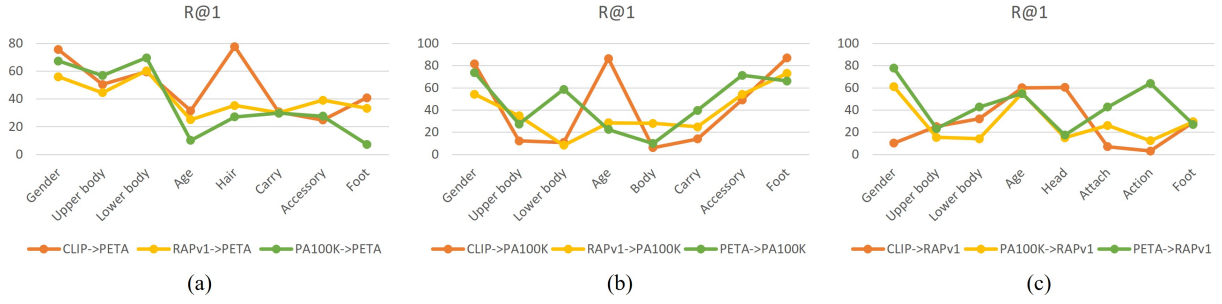 R@1
80
60
40
20
0
Gender
Upper body
Lower body
Age
Hair
Carry
Accessory
Foot
CLIP->PETA RAPv1->PETA PA100K->PETA
(a)
R@1
100
80
60
40
20
0
Gender
Upper body
Lower body
Age
Body
Carry
Accessory
Foot
CLIP->PA100K RAPv1->PA100K PETA->PA100K
(b)
R@1
100
80
60
40
20
0
Gender
Upper body
Lower body
Age
Head
Attach
Action
Foot
CLIP->RAPv1 PA100K->RAPv1 PETA->RAPv1
(c)